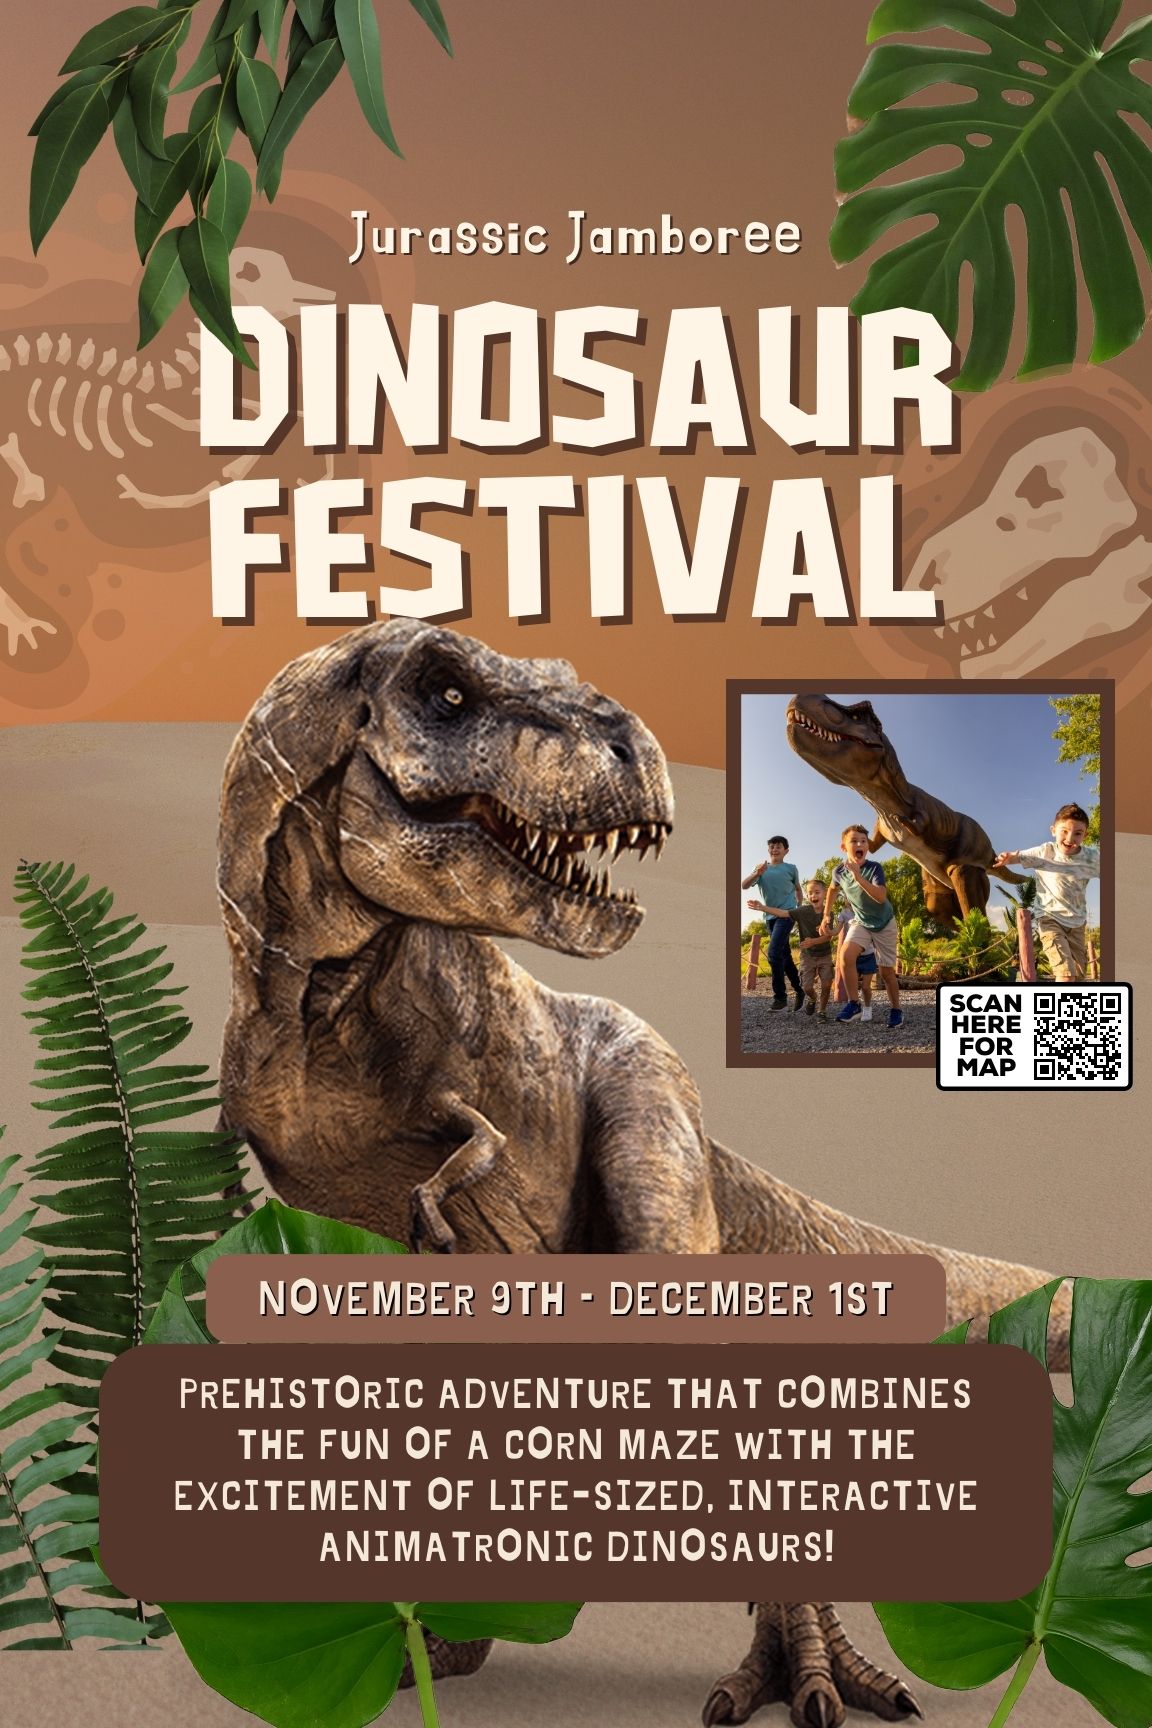 Jurassic Jamboree
DINOSAUR
FESTIVAL
SCAN
HERE
FOR
MAP
NOVEMBER 9TH - DECEMBER 1ST
PREHISTORIC ADVENTURE THAT COMBINES
THE FUN OF A CORN MAZE WITH THE
EXCITEMENT OF LIFE-SIZED, INTERACTIVE
ANIMATRONIC DINOSAURS!